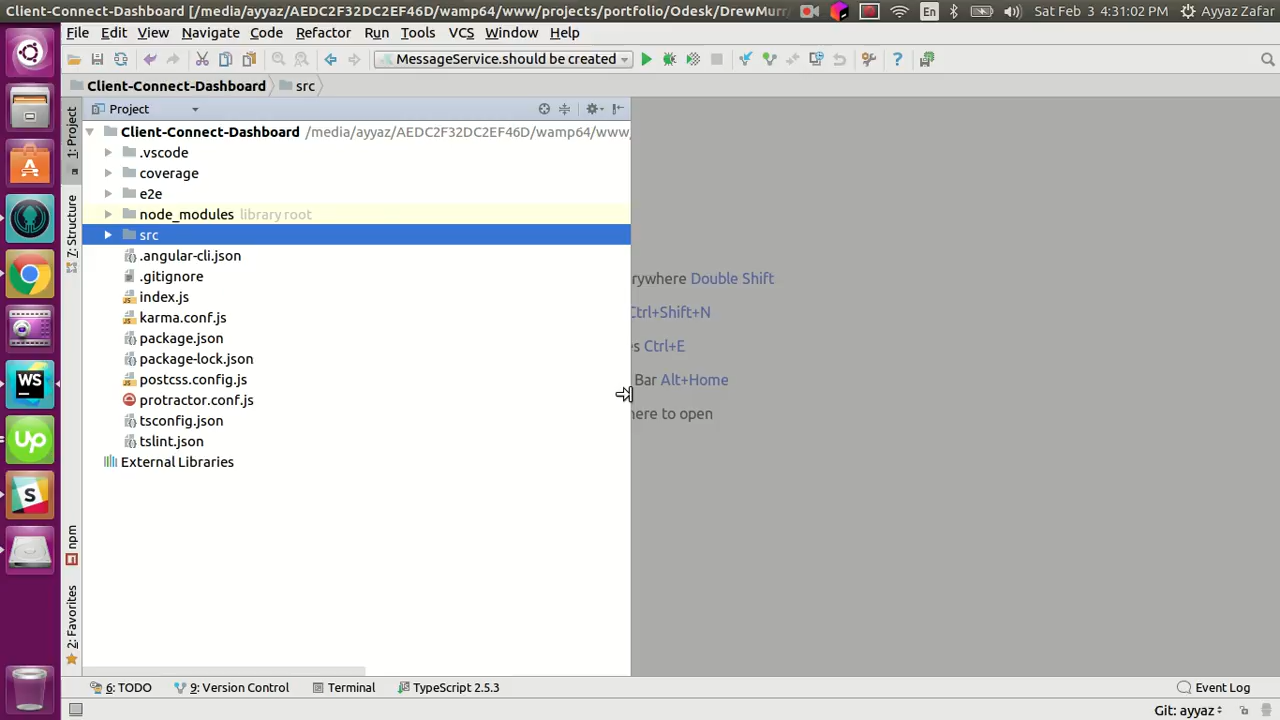 Client-Connect-Dashboard [/media/ayyaz/AEDC2F32DC2EF46D/wamp64/www/projects/portfolio/Odesk/DrewMurr
En
Sat Feb 3 4:31:02 PM
Ayyaz Zafar
File Edit View Navigate Code Refactor Run Tools VCS Window Help
MessageService.should be created
Client-Connect-Dashboard
src
1: Project
7: Structure
npm
2: Favorites
Project
Client-Connect-Dashboard /media/ayyaz/AEDC2F32DC2EF46D/wamp64/www
.vscode
coverage
e2e
node_modules library root
src
.angular-cli.json
.gitignore
index.js
karma.conf.js
package.json
package-lock.json
postcss.config.js
protractor.conf.js
tsconfig.json
tslint.json
External Libraries
rywhere Double Shift
Ctrl+Shift+N
es Ctrl+E
Bar Alt+Home
here to open
WS
Up
S
6: TODO
9: Version Control
Terminal
TypeScript 2.5.3
Event Log
Git: ayyaz